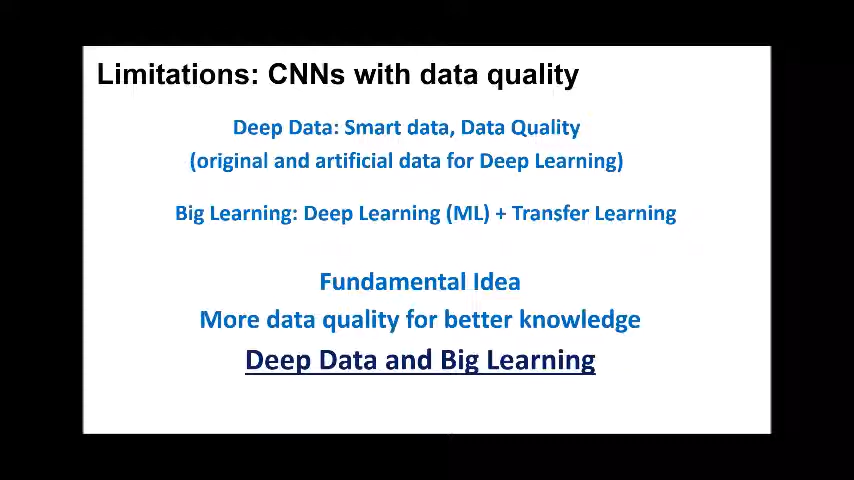 Limitations: CNNs with data quality
Deep Data: Smart data, Data Quality
(original and artificial data for Deep Learning)
Big Learning: Deep Learning (ML) + Transfer Learning
Fundamental Idea
More data quality for better knowledge
Deep Data and Big Learning